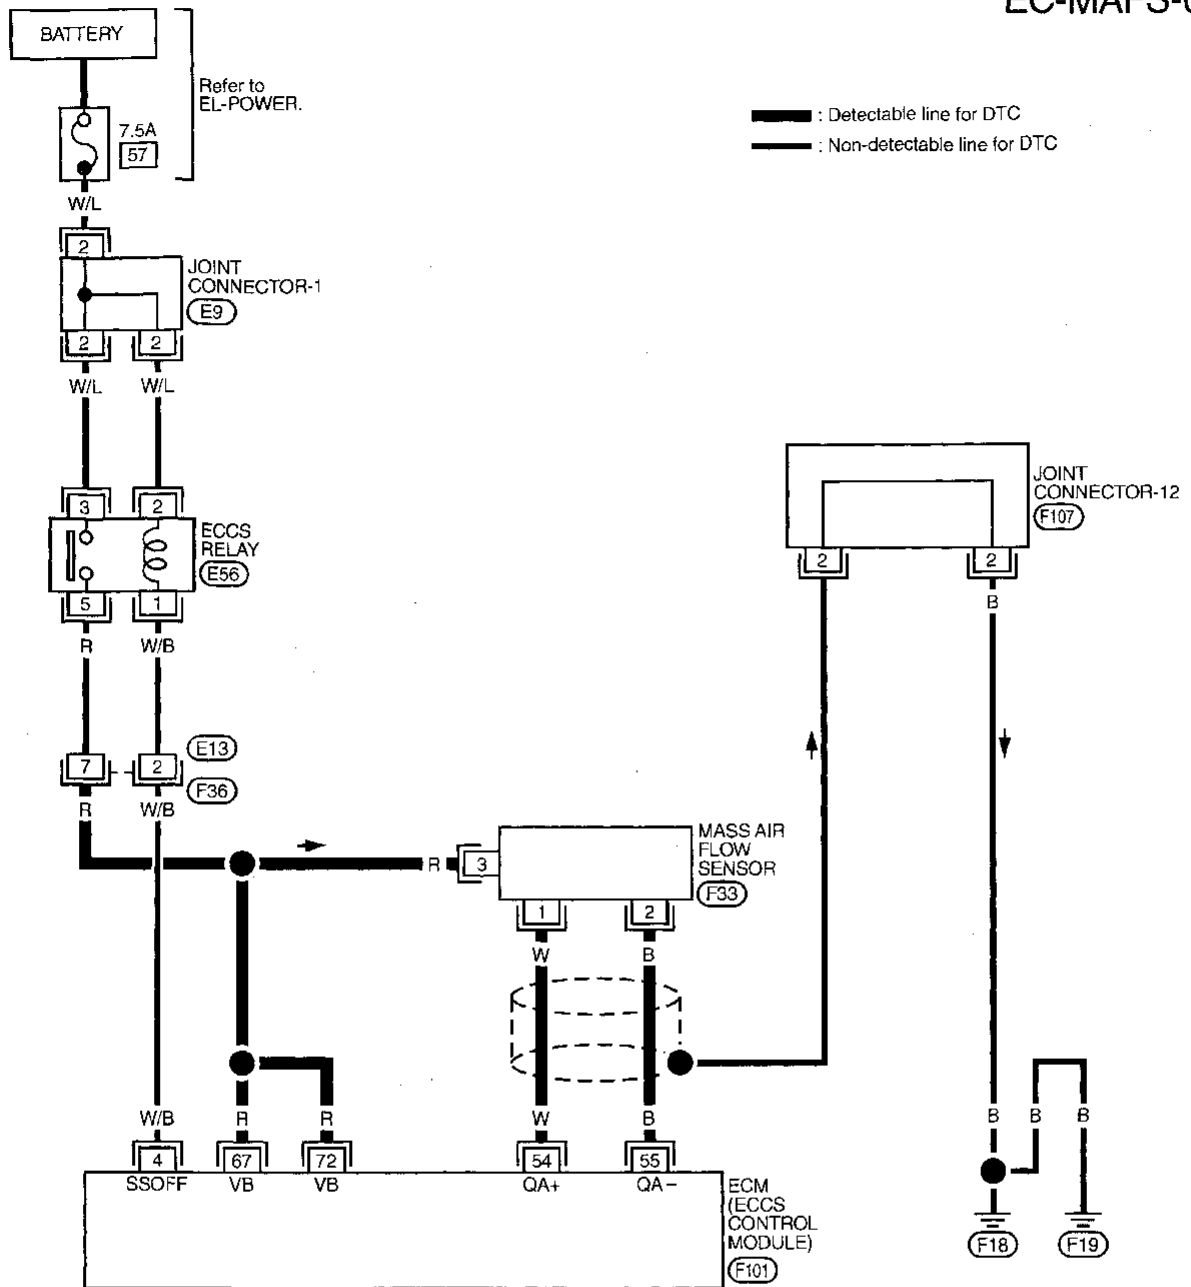 EC-MAFS-0
BATTERY
Refer to
EL-POWER.
7.5A
57
: Detectable line for DTC
: Non-detectable line for DTC
W/L
2
JOINT
CONNECTOR-1
E9
2 2
W/L W/L
3 2
ECCS
RELAY
E56
5 1
R W/B
JOINT
CONNECTOR-12
F107
2 2
B
E13
7 2
F36
R W/B
MASS AIR
FLOW
SENSOR
F33
R 3
1 2
W B
W/B R R W B
4 67 72 54 55
SSOFF VB VB QA+ QA-
ECM
(ECCS
CONTROL
MODULE)
F101
B B B
F18 F19